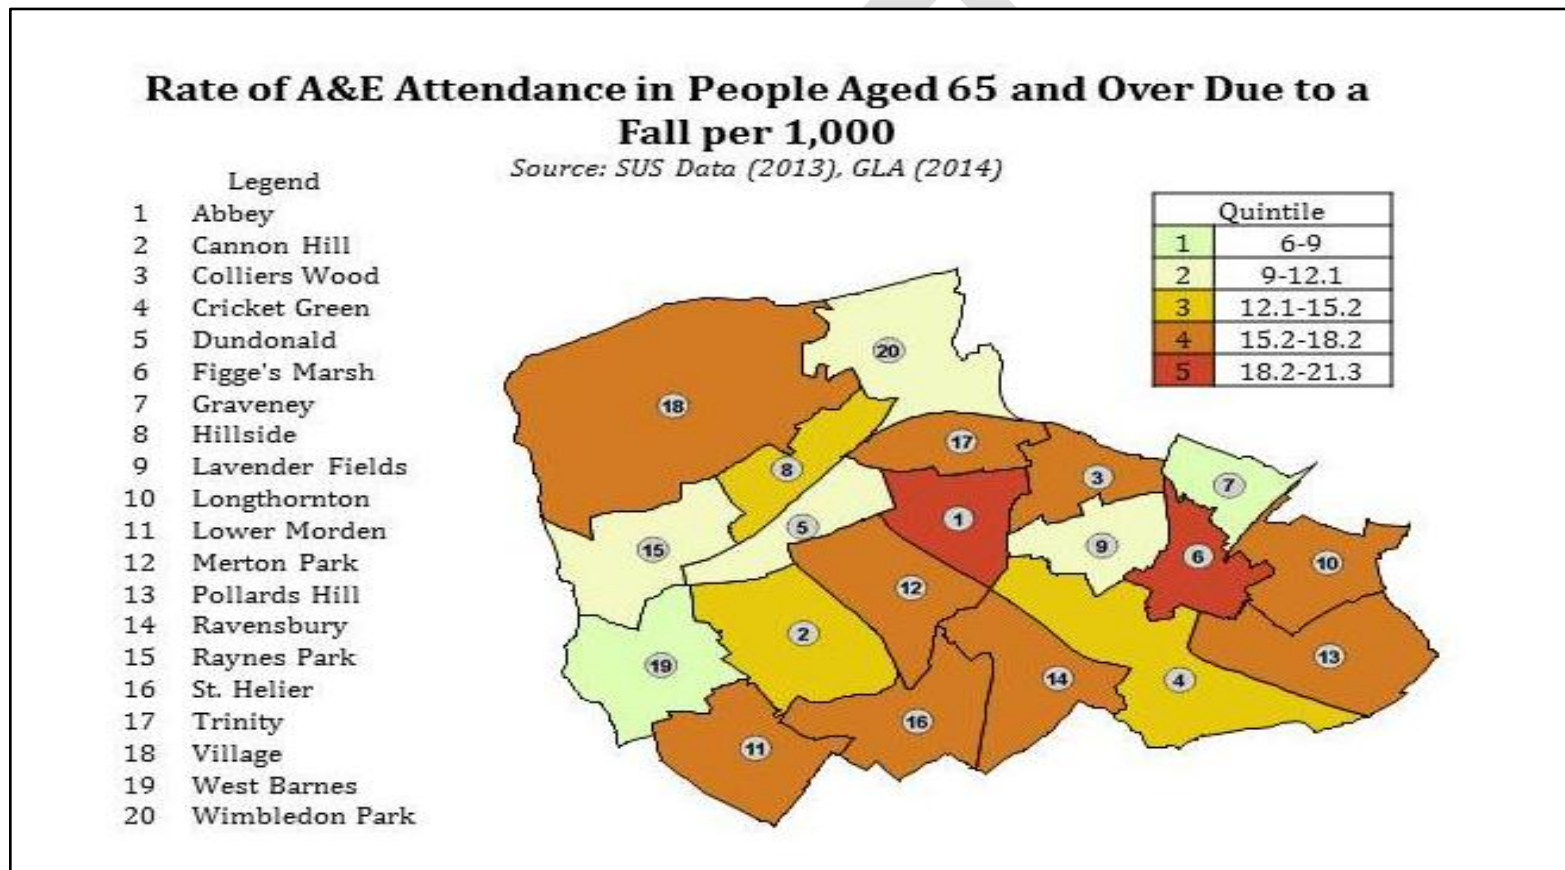 Rate of A&E Attendance in People Aged 65 and Over Due to a
Fall per 1,000
Source: SUS Data (2013), GLA (2014)
Legend
1 Abbey
2 Cannon Hill
3 Colliers Wood
4 Cricket Green
5 Dundonald
6 Figge's Marsh
7 Graveney
8 Hillside
9 Lavender Fields
10 Longthornton
11 Lower Morden
12 Merton Park
13 Pollards Hill
14 Ravensbury
15 Raynes Park
16 St. Helier
17 Trinity
18 Village
19 West Barnes
20 Wimbledon Park
Quintile
1 6-9
2 9-12.1
3 12.1-15.2
4 15.2-18.2
5 18.2-21.3
20
18
17
8
3
7
1
5
9
15
6
10
12
2
13
19
14
4
16
11